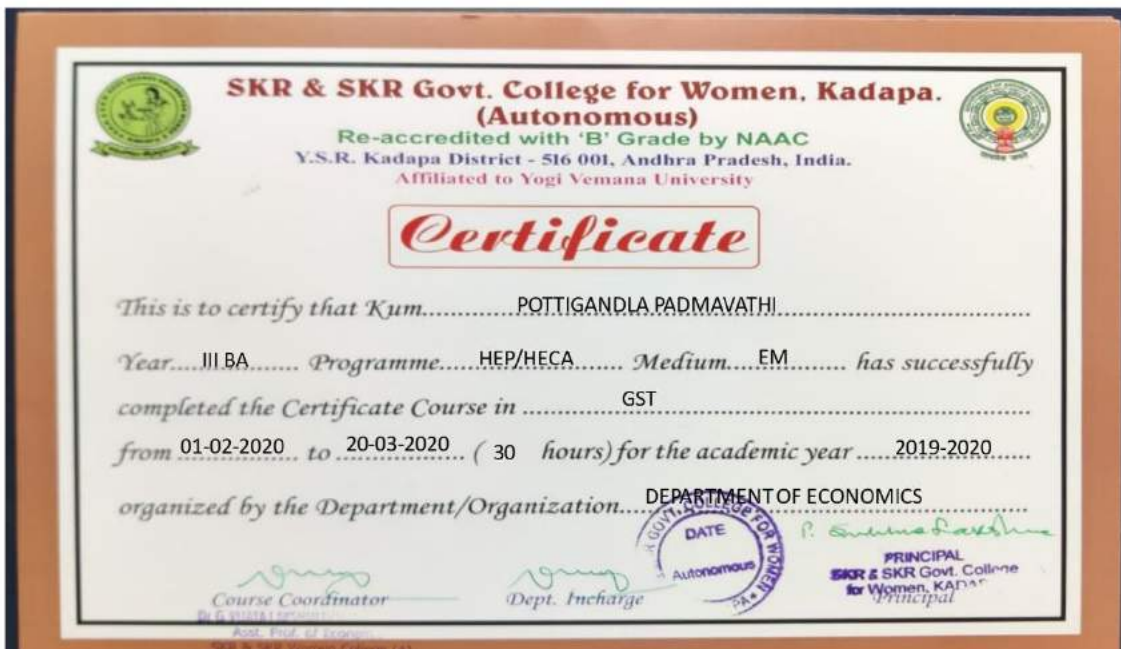 SKR & SKR Govt. College for Women, Kadapa.
(Autonomous)
Re-accredited with 'B' Grade by NAAC
Y.S.R. Kadapa District - 516 001, Andhra Pradesh, India.
Affiliated to Yogi Vemana University
Certificate
This is to certify that Kum............POTTIGANDLA PADMAVATHI............
Year....III BA....... Programme......HEP/HECA....... Medium.....EM......... has successfully
completed the Certificate Course in ............GST............
from 01-02-2020 to 20-03-2020 ( 30 hours) for the academic year ......2019-2020......
organized by the Department/Organization....DEPARTMENT OF ECONOMICS............
GOVT. COLLEGE FOR WOMEN
DATE
Autonomous
PRINCIPAL
SKR & SKR Govt. College
for Women,
Course Coordinator
Dept. Incharge
Principal
Asst. Prof. of